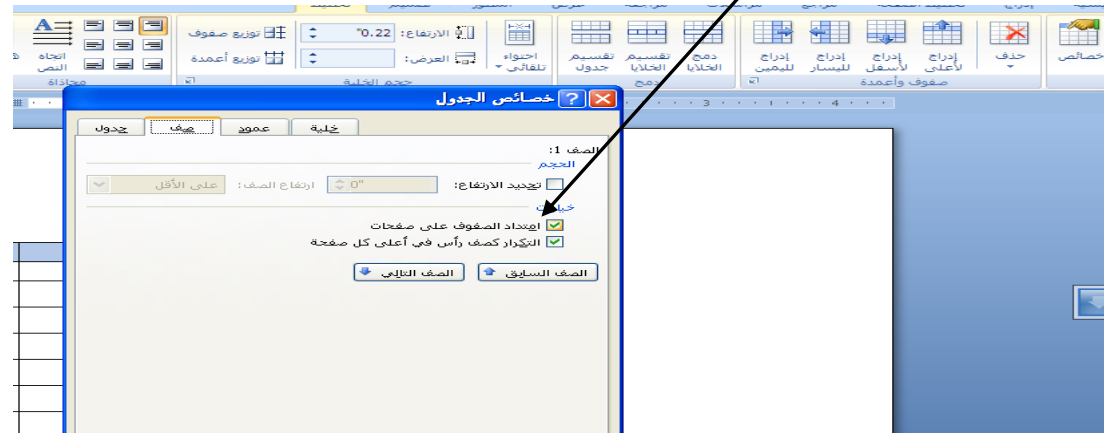 خصائص
حذف
إدراج لأعلى
إدراج لأسفل
إدراج لليسار
إدراج لليمين
دمج الخلايا
تقسيم الخلايا
تقسيم جدول
احتواء تلقائي
الارتفاع: 0.22"
توزيع صفوف
العرض:
توزيع أعمدة
اتجاه النص
صفوف وأعمدة
دمج
حجم الخلية
محاذاة
3 1 4
خصائص الجدول
جدول صف عمود خلية
الصف 1:
الحجم
تحديد الارتفاع: 0" ارتفاع الصف: على الأقل
امتداد الصفوف على صفحات
التكرار كصف رأس في أعلى كل صفحة
الصف السابق الصف التالي